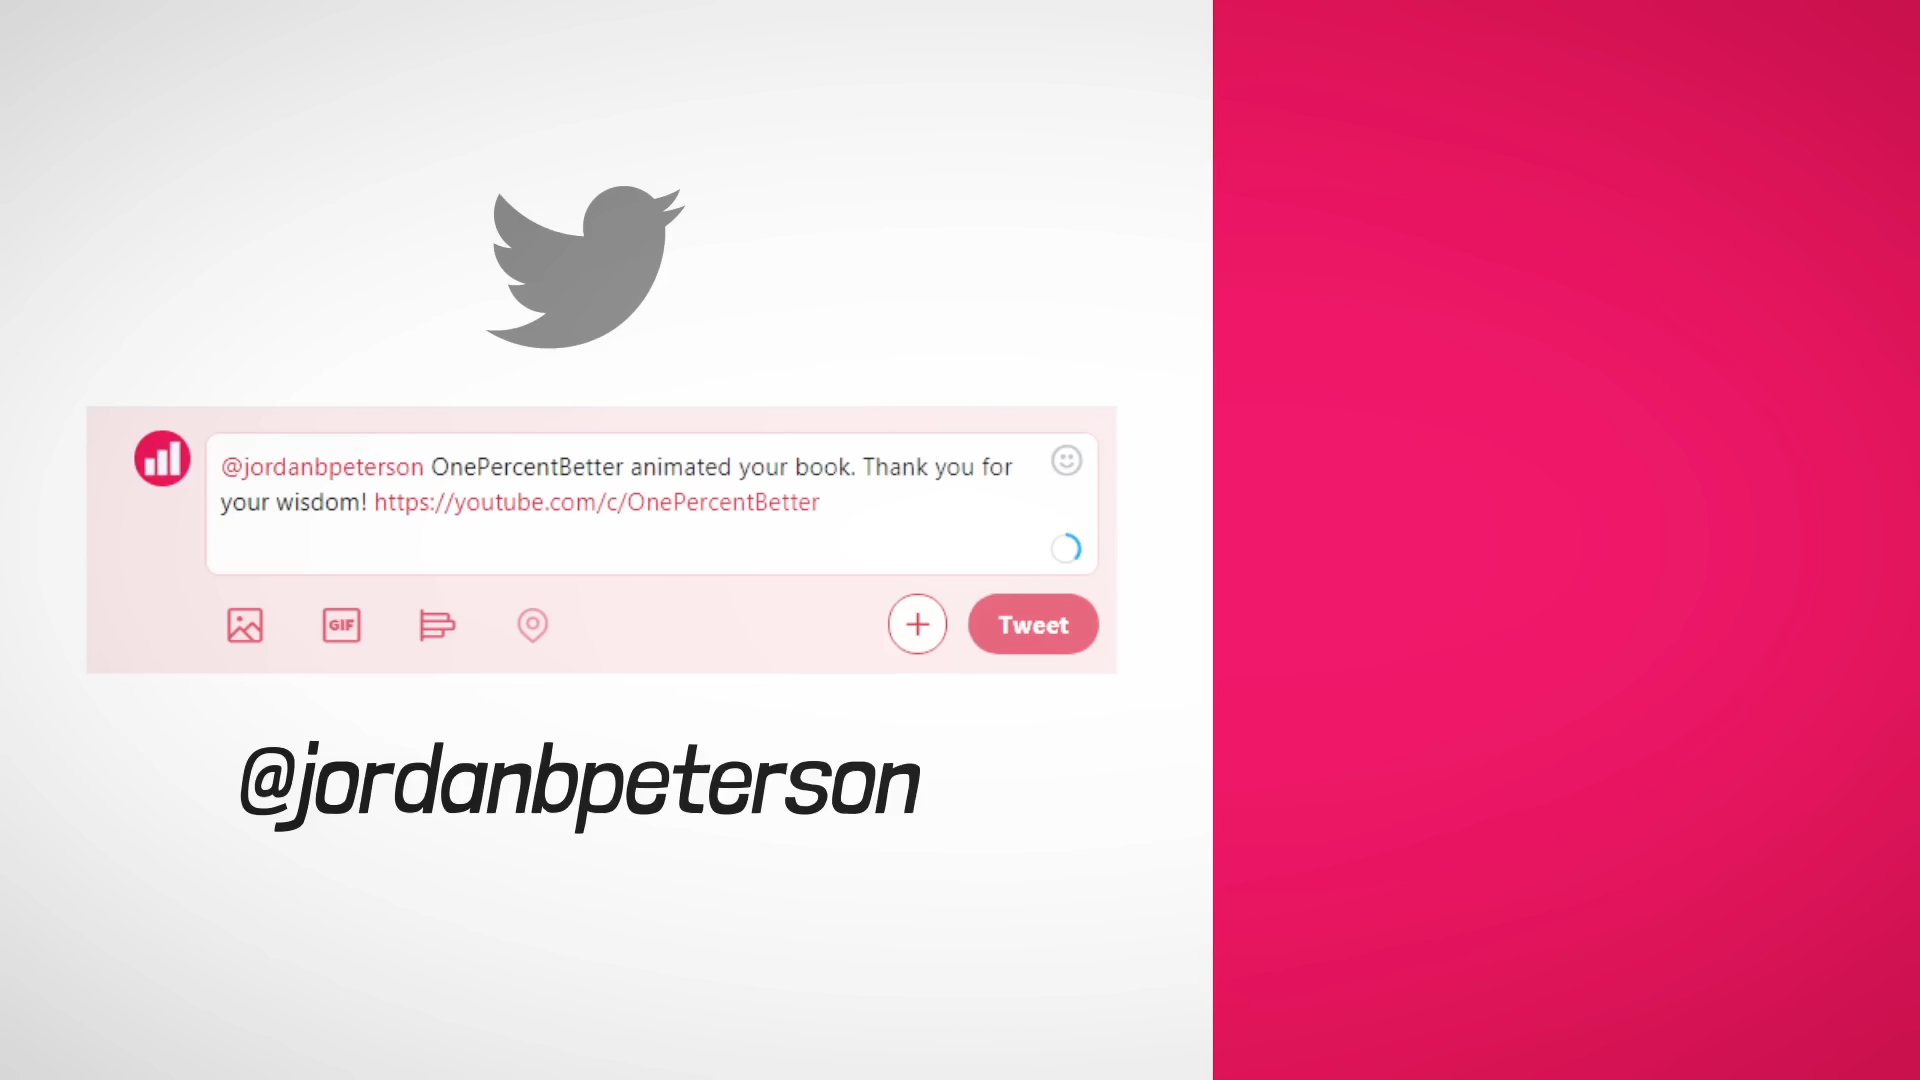 @jordanbpeterson OnePercentBetter animated your book. Thank you for
your wisdom! https://youtube.com/c/OnePercentBetter
GIF
Tweet
@jordanbpeterson